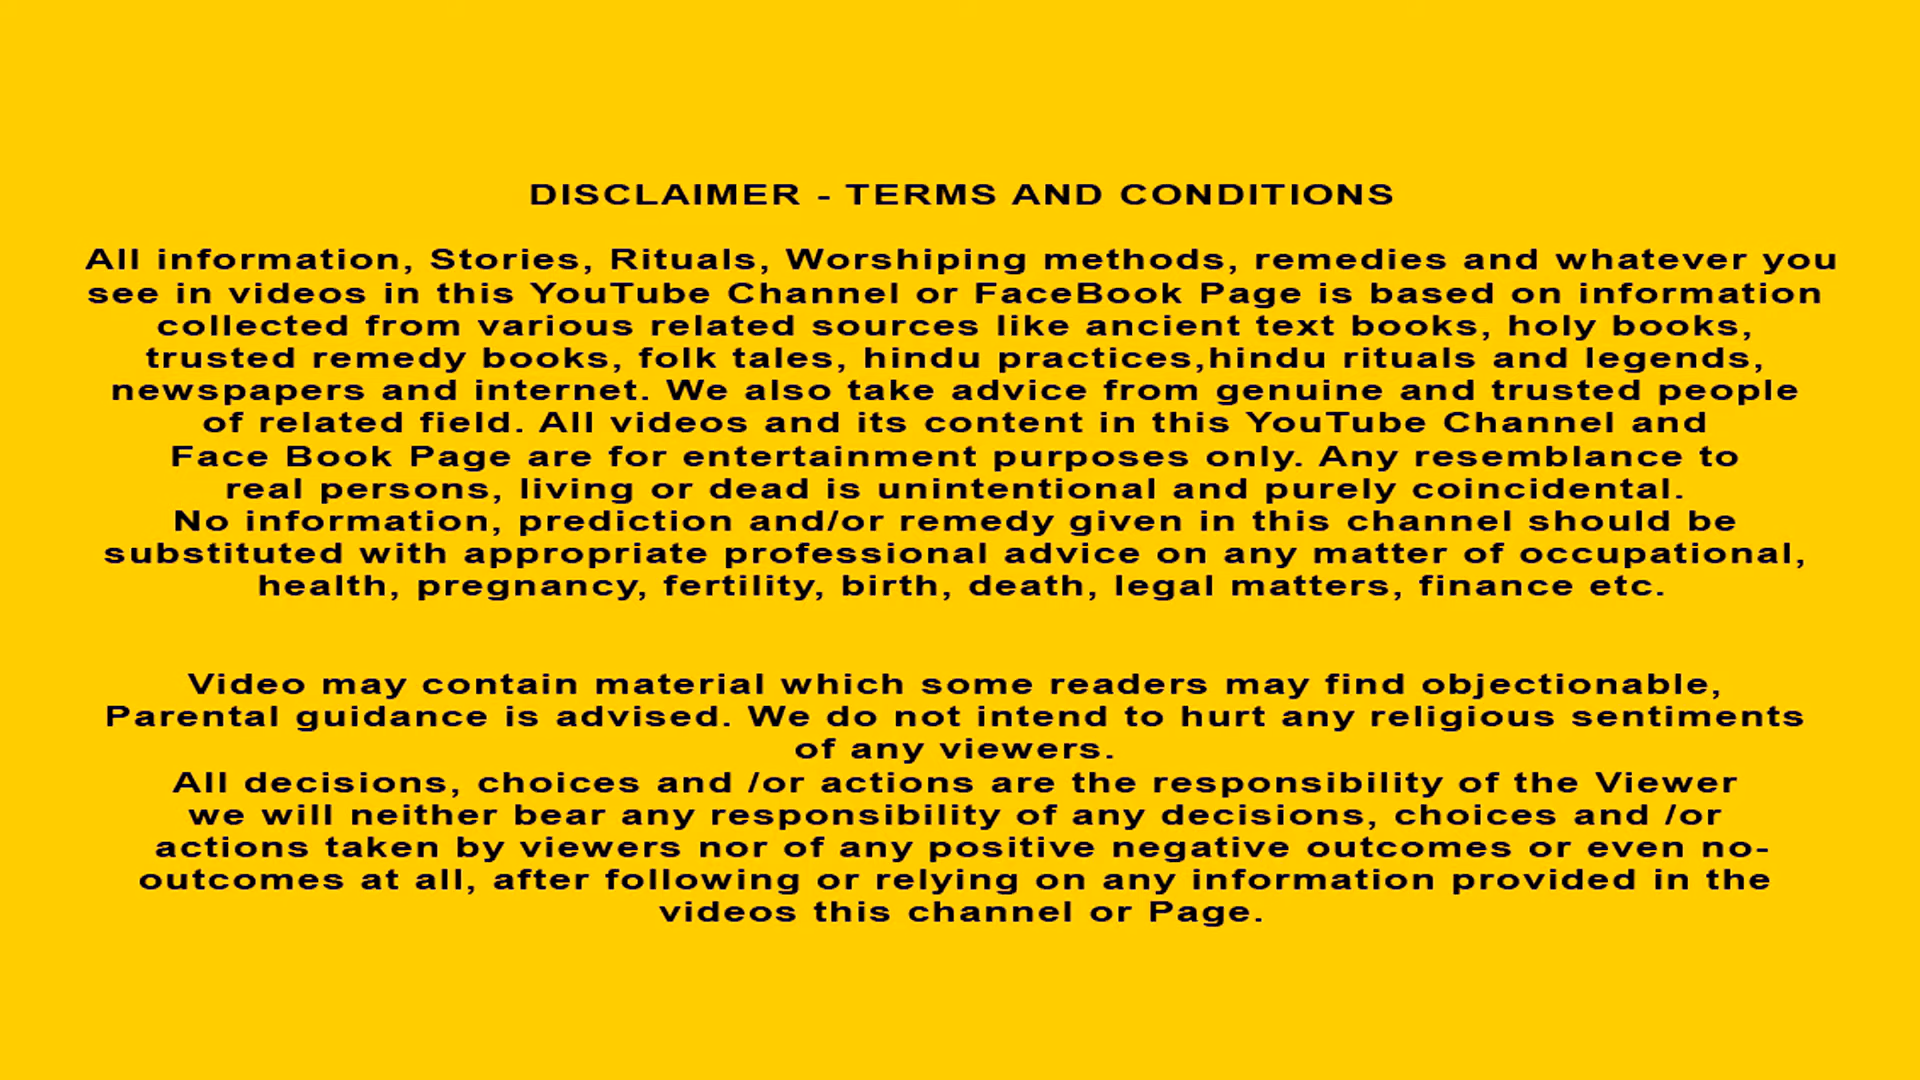 DISCLAIMER - TERMS AND CONDITIONS
All information, Stories, Rituals, Worshiping methods, remedies and whatever you
see in videos in this YouTube Channel or FaceBook Page is based on information
collected from various related sources like ancient text books, holy books,
trusted remedy books, folk tales, hindu practices,hindu rituals and legends,
newspapers and internet. We also take advice from genuine and trusted people
of related field. All videos and its content in this YouTube Channel and
Face Book Page are for entertainment purposes only. Any resemblance to
real persons, living or dead is unintentional and purely coincidental.
No information, prediction and/or remedy given in this channel should be
substituted with appropriate professional advice on any matter of occupational,
health, pregnancy, fertility, birth, death, legal matters, finance etc.
Video may contain material which some readers may find objectionable,
Parental guidance is advised. We do not intend to hurt any religious sentiments
of any viewers.
All decisions, choices and /or actions are the responsibility of the Viewer
we will neither bear any responsibility of any decisions, choices and /or
actions taken by viewers nor of any positive negative outcomes or even no-
outcomes at all, after following or relying on any information provided in the
videos this channel or Page.